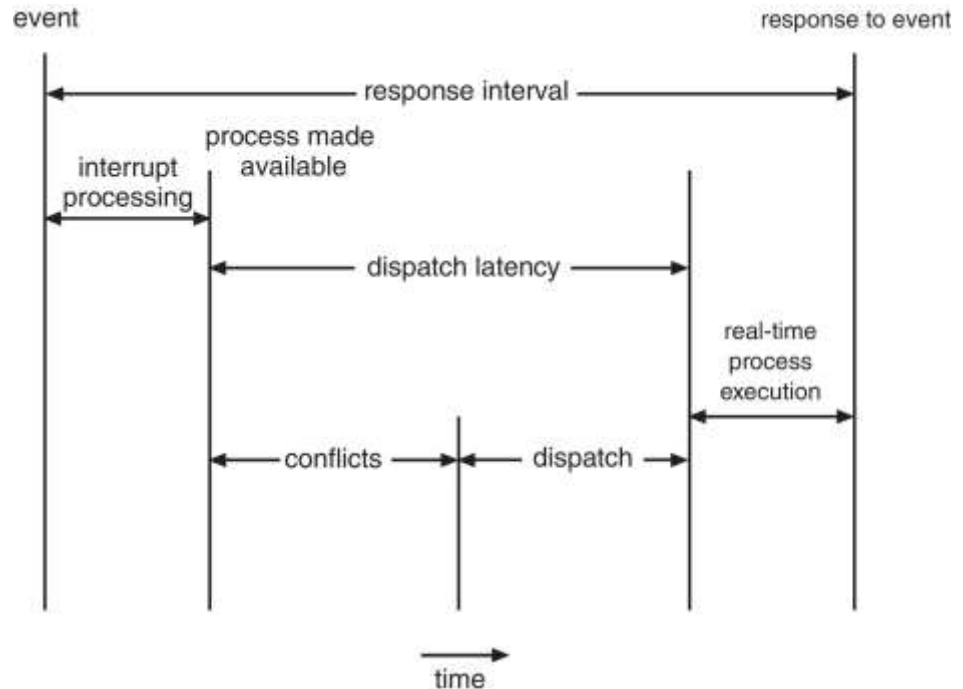 event
response to event
response interval
process made
available
interrupt
processing
dispatch latency
real-time
process
execution
conflicts
dispatch
time